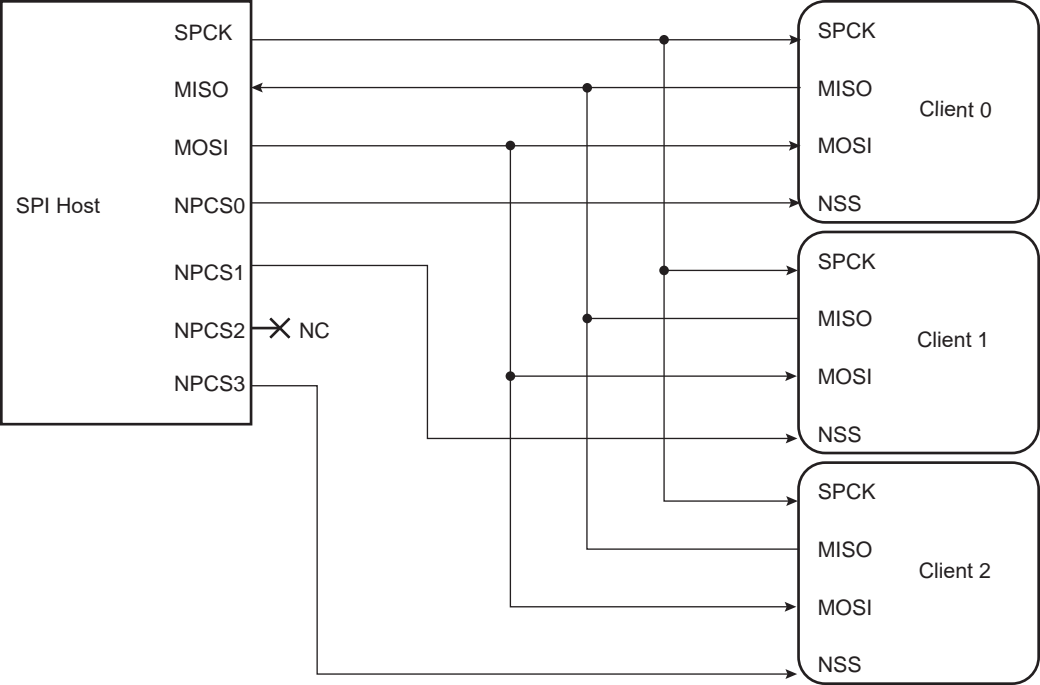 SPI Host
SPCK
MISO
MOSI
NPCS0
NPCS1
NPCS2
NC
NPCS3
SPCK
MISO
Client 0
MOSI
NSS
SPCK
MISO
Client 1
MOSI
NSS
SPCK
MISO
Client 2
MOSI
NSS